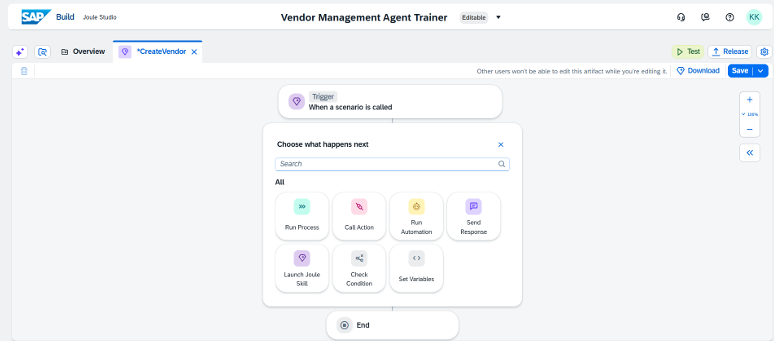 SAP Build Joule Studio Vendor Management Agent Trainer Editable KK
Overview *CreateVendor Test Release
Other users won't be able to edit this artifact while you're editing it. Download Save
Trigger
When a scenario is called
Choose what happens next
Search
All
Run Process
Call Action
Run
Automation
Send
Response
Launch Joule
Skill
Check
Condition
Set Variables
End